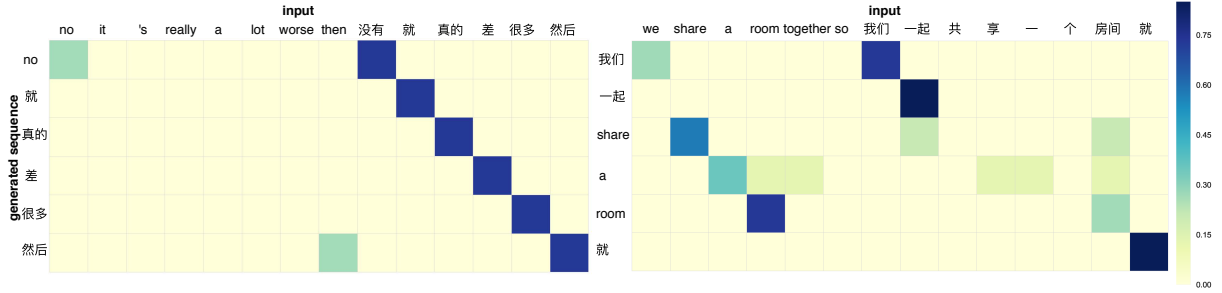 input
no it 's really a lot worse then 没有 就 真的 差 很多 然后
generated sequence
no
就
真的
差
很多
然后
input
we share a room together so 我们 一起 共 享 一 个 房间 就
我们
一起
share
a
room
就
0.75
0.60
0.45
0.30
0.15
0.00